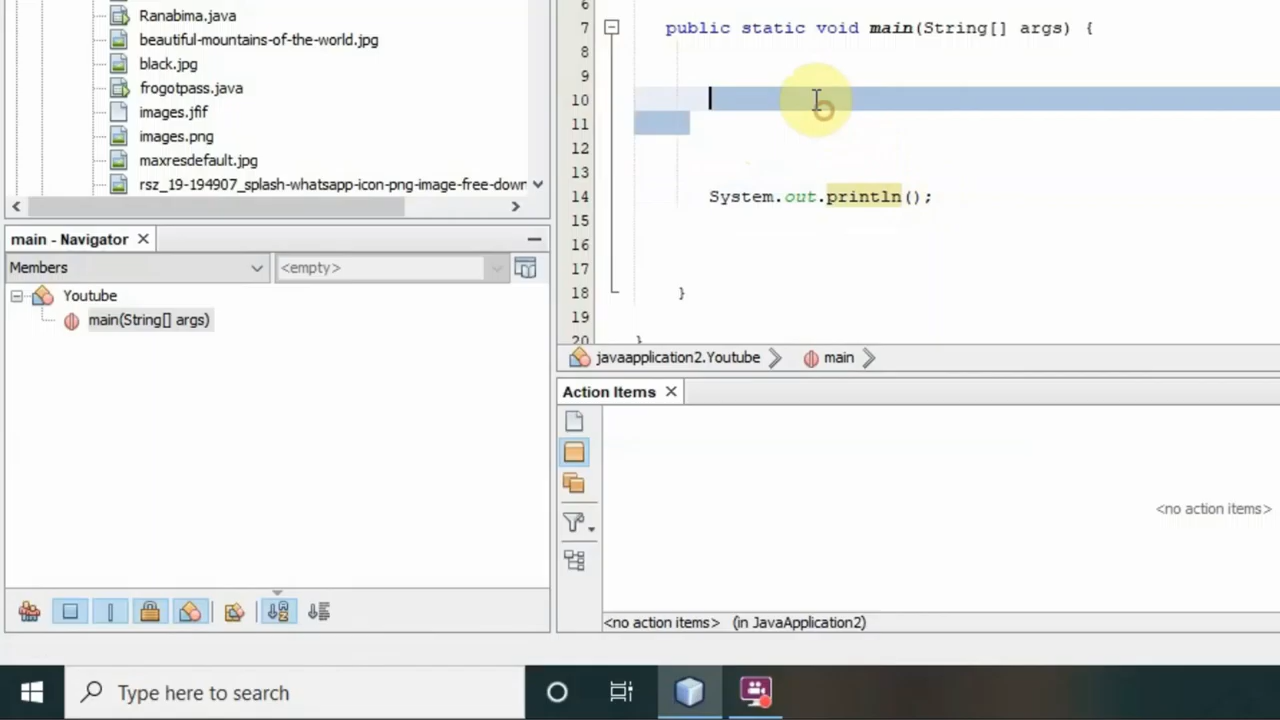 Ranabima.java
beautiful-mountains-of-the-world.jpg
black.jpg
frogotpass.java
images.jfif
images.png
maxresdefault.jpg
rsz_19-194907_splash-whatsapp-icon-png-image-free-down
main - Navigator
Members
<empty>
Youtube
main(String[] args)
6
7 public static void main(String[] args) {
8
9
10
11
12
13
14 System.out.println();
15
16
17
18 }
19
20 }
javaapplication2.Youtube
main
Action Items
<no action items>
<no action items> (in JavaApplication2)
Type here to search